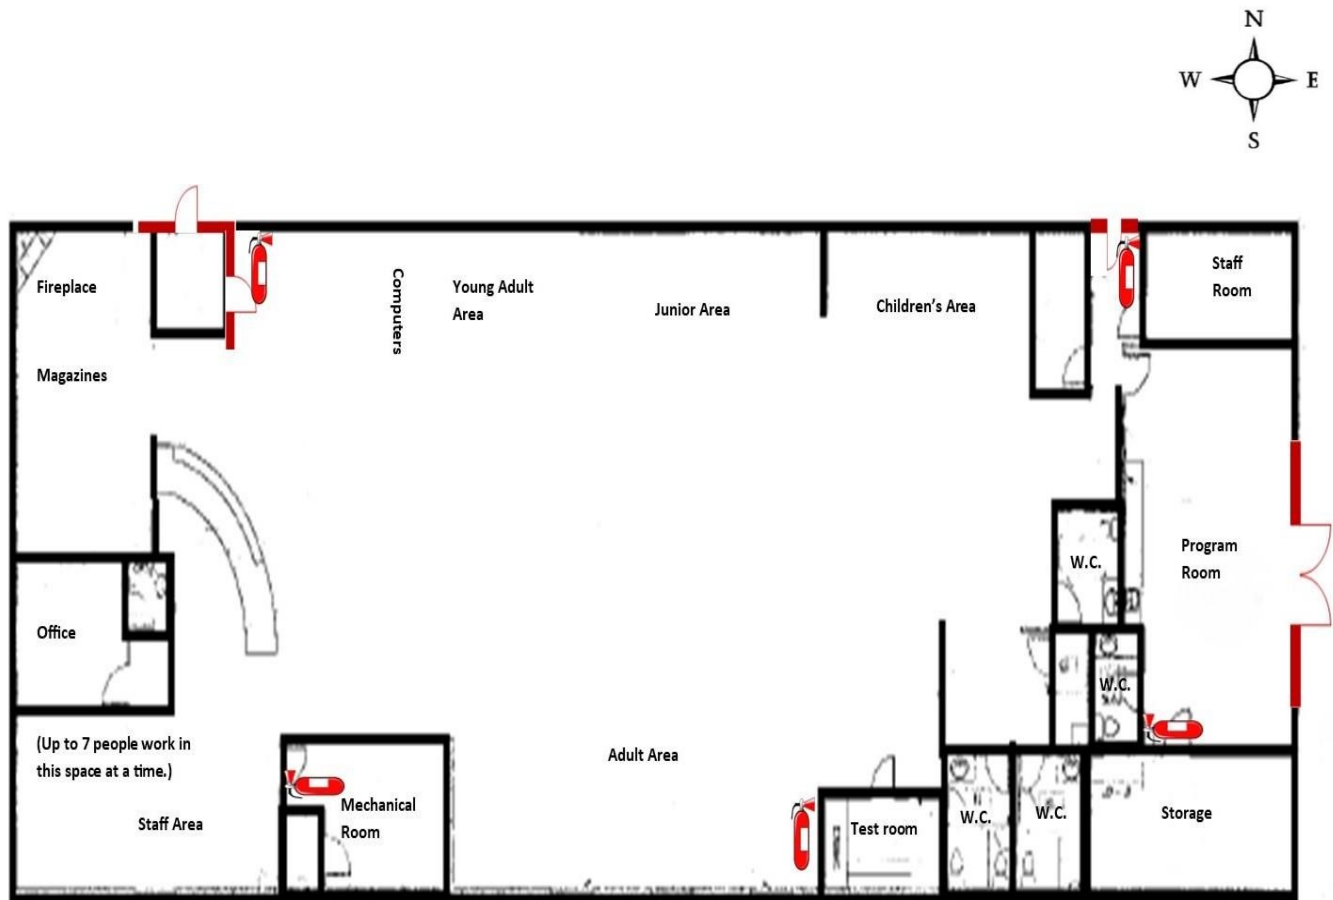 N
W E
S
Fireplace
Magazines
Computers
Young Adult
Area
Junior Area
Children's Area
Staff
Room
Program
Room
W.C.
W.C.
Office
(Up to 7 people work in
this space at a time.)
Staff Area
Mechanical
Room
Adult Area
Test room
W.C.
W.C.
Storage